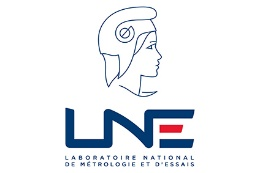 LNE
LABORATOIRE NATIONAL
DE MÉTROLOGIE ET D'ESSAIS